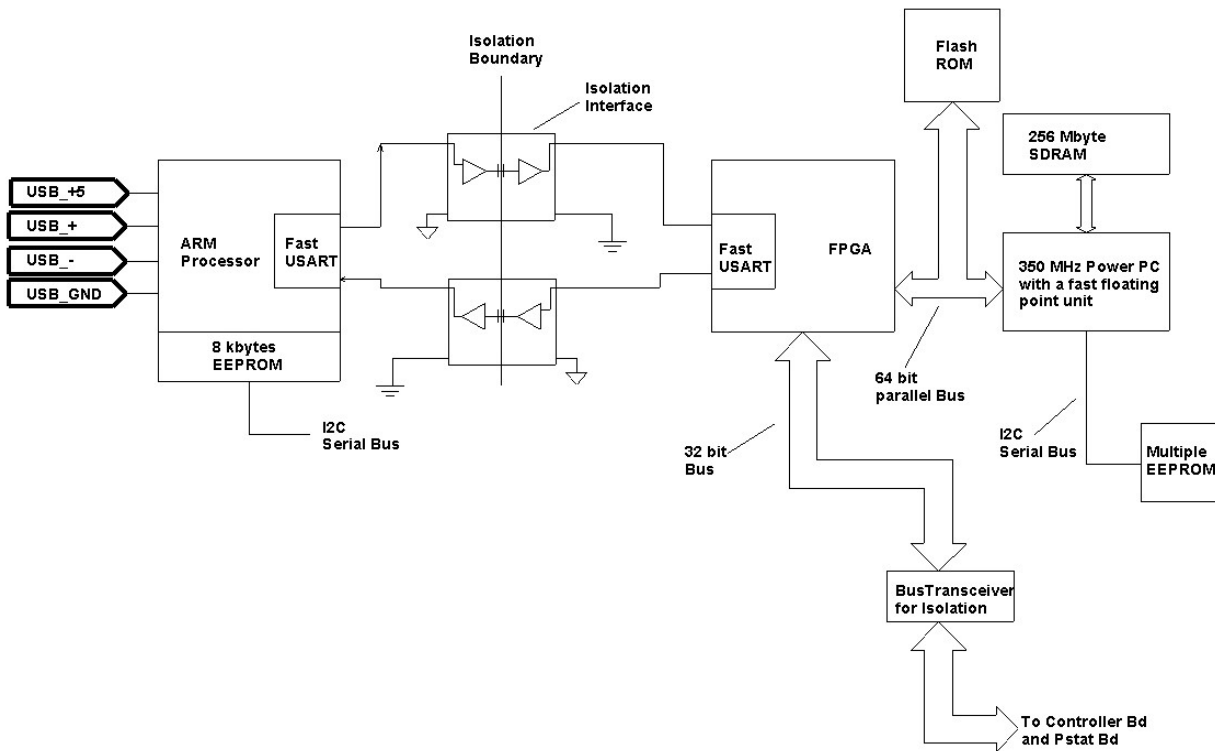 Isolation
Boundary
Isolation
Interface
Flash
ROM
256 Mbyte
SDRAM
USB_+5
USB_+
USB_-
USB_GND
ARM
Processor
Fast
USART
8 kbytes
EEPROM
I2C
Serial Bus
Fast
USART
FPGA
350 MHz Power PC
with a fast floating
point unit
64 bit
parallel Bus
32 bit
Bus
I2C
Serial Bus
Multiple
EEPROM
BusTransceiver
for Isolation
To Controller Bd
and Pstat Bd